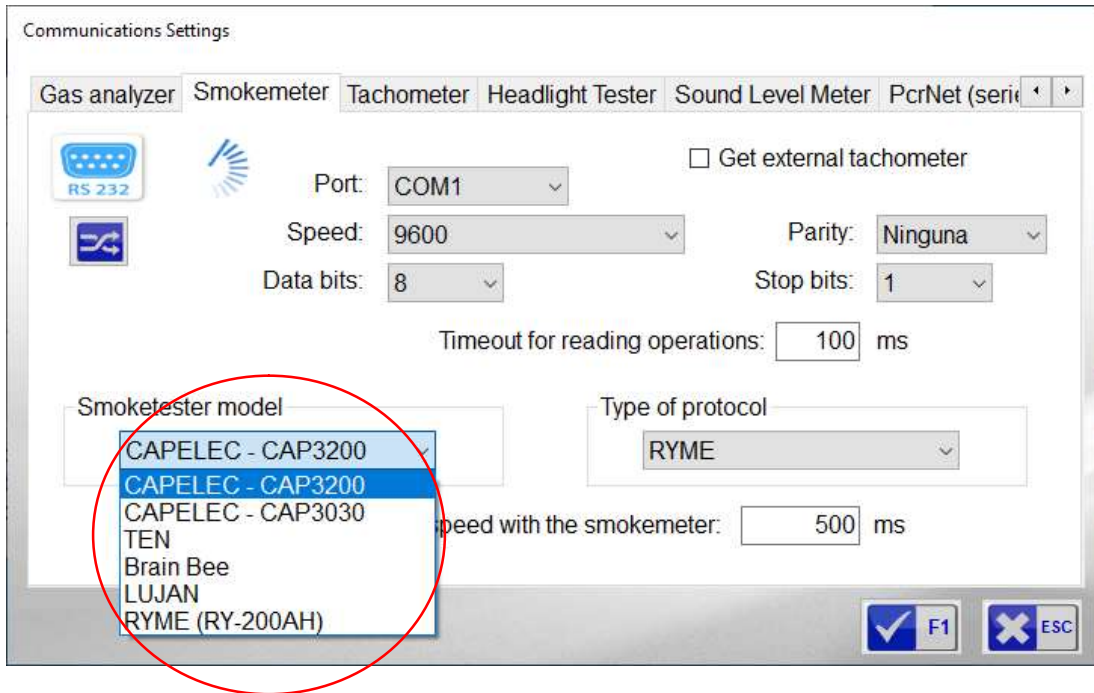 Communications Settings
Gas analyzer Smokemeter Tachometer Headlight Tester Sound Level Meter PcrNet (serie
RS 232
Get external tachometer
Port: COM1
Speed: 9600 Parity: Ninguna
Data bits: 8 Stop bits: 1
Timeout for reading operations: 100 ms
Smoketester model Type of protocol
CAPELEC - CAP3200 RYME
CAPELEC - CAP3200
CAPELEC - CAP3030
TEN
speed with the smokemeter: 500 ms
Brain Bee
LUJAN
RYME (RY-200AH)
F1 ESC